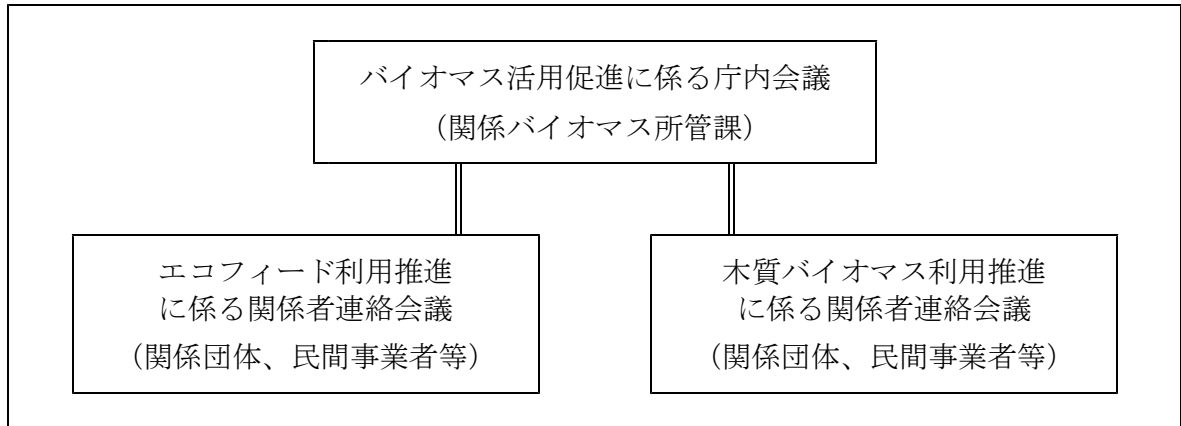 バイオマス活用促進に係る庁内会議
（関係バイオマス所管課）
エコフィード利用推進
に係る関係者連絡会議
（関係団体、民間事業者等）
木質バイオマス利用推進
に係る関係者連絡会議
（関係団体、民間事業者等）